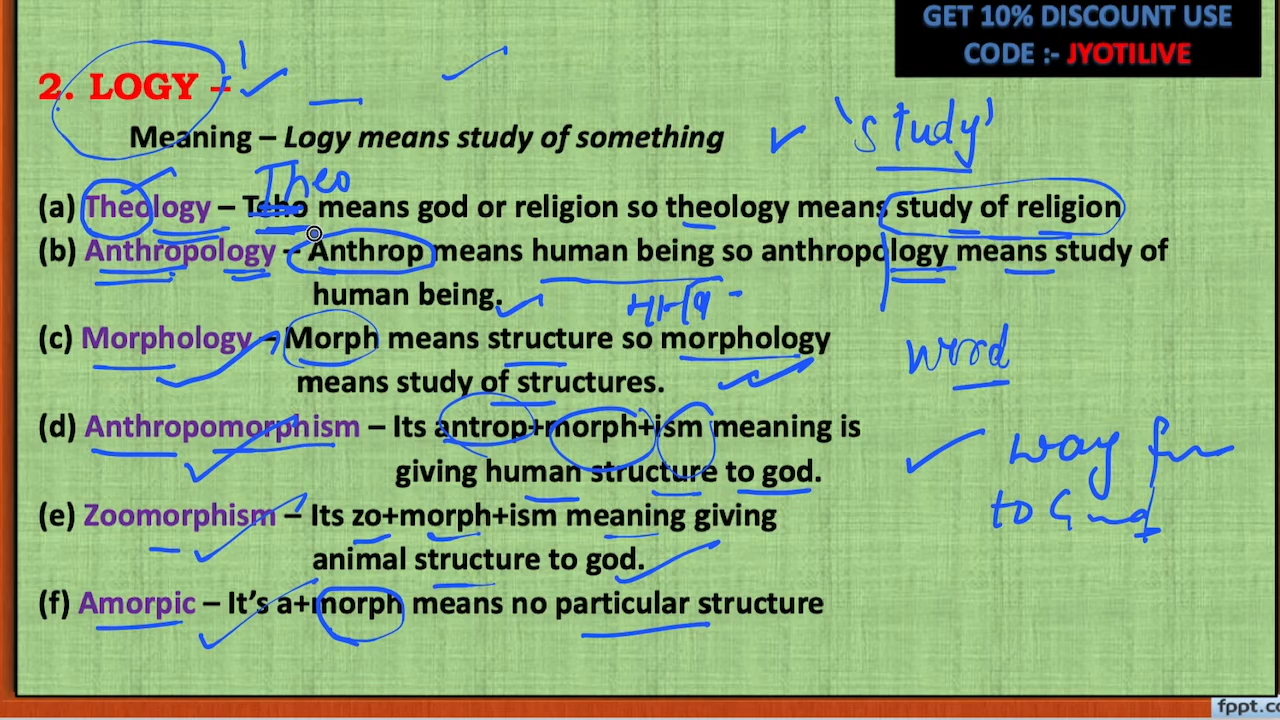 GET 10% DISCOUNT USE
CODE :- JYOTILIVE
2. LOGY –
Meaning – Logy means study of something
'study'
Theo
(a) Theology – Teho means god or religion so theology means study of religion
(b) Anthropology – Anthrop means human being so anthropology means study of
human being.
(c) Morphology – Morph means structure so morphology
means study of structures.
word
(d) Anthropomorphism – Its antrop+morph+ism meaning is
giving human structure to god.
way
to God
(e) Zoomorphism – Its zo+morph+ism meaning giving
animal structure to god.
(f) Amorpic – It's a+morph means no particular structure